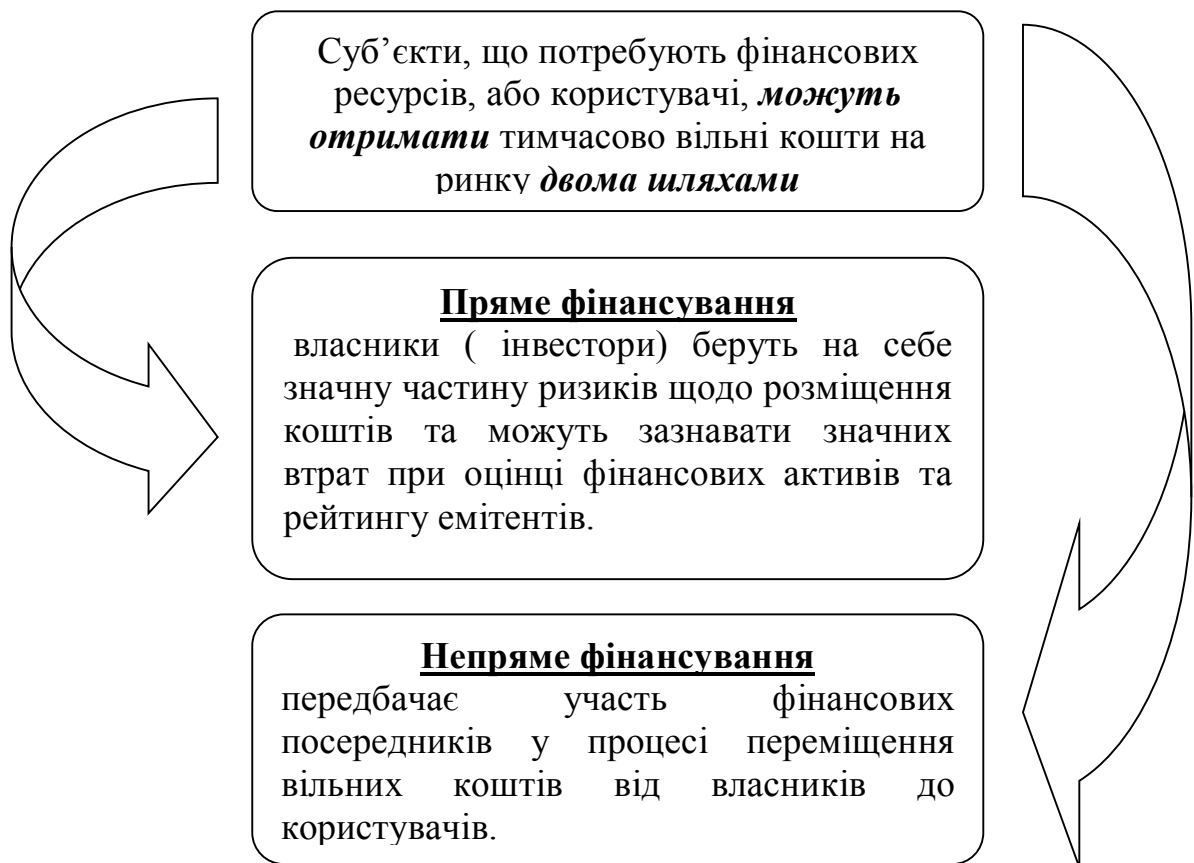 Суб’єкти, що потребують фінансових
ресурсів, або користувачі, можуть
отримати тимчасово вільні кошти на
ринку двома шляхами
Пряме фінансування
власники ( інвестори) беруть на себе
значну частину ризиків щодо розміщення
коштів та можуть зазнавати значних
втрат при оцінці фінансових активів та
рейтингу емітентів.
Непряме фінансування
передбачає участь фінансових
посередників у процесі переміщення
вільних коштів від власників до
користувачів.